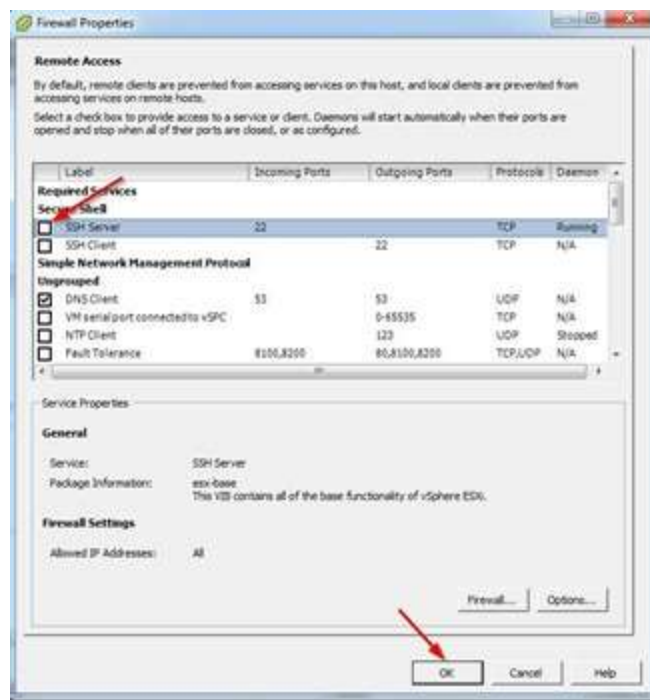 Firewall Properties
Remote Access
By default, remote clients are prevented from accessing services on this host, and local clients are prevented from
accessing services on remote hosts.
Select a check box to provide access to a service or client. Daemons will start automatically when their ports are
opened and stop when all of their ports are closed, or as configured.
Label Incoming Ports Outgoing Ports Protocols Daemon
Required Services
Secure Shell
SSH Server 22 TCP Running
SSH Client 22 TCP N/A
Simple Network Management Protocol
Ungrouped
DNS Client 53 53 UDP N/A
VM serial port connected to vSPC 0-65535 TCP N/A
NTP Client 123 UDP Stopped
Fault Tolerance 8100,8200 80,8100,8200 TCP,UDP N/A
Service Properties
General
Service: SSH Server
Package Information: esx-base
This VIB contains all of the base functionality of vSphere ESXi.
Firewall Settings
Allowed IP Addresses: All
Firewall... Options...
OK Cancel Help